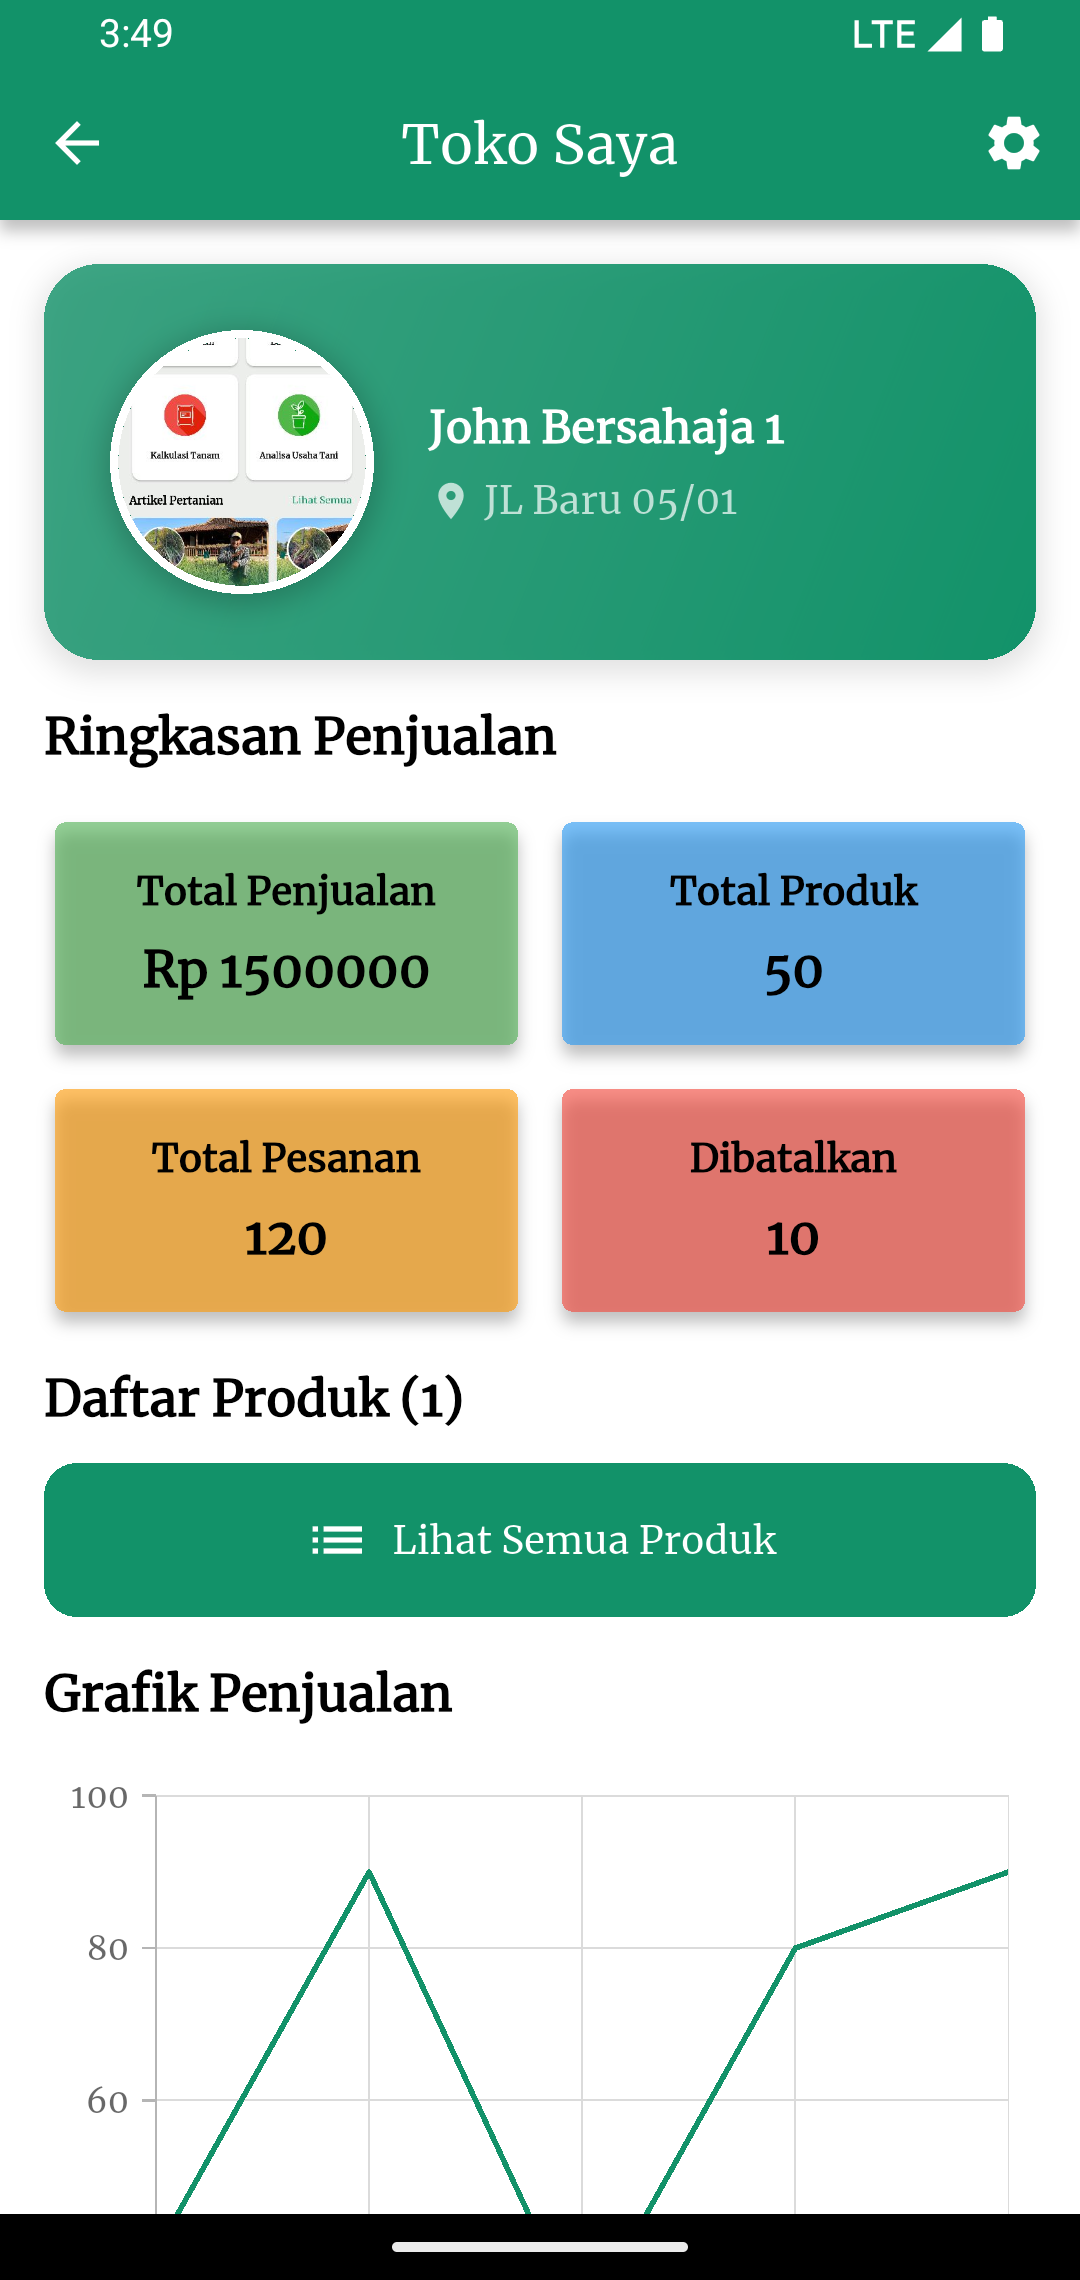 3:49
LTE
Toko Saya
Kalkulasi Tanam
Analisa Usaha Tani
Artikel Pertanian
Lihat Semua
John Bersahaja 1
JL Baru 05/01
Ringkasan Penjualan
Total Penjualan
Rp 1500000
Total Produk
50
Total Pesanan
120
Dibatalkan
10
Daftar Produk (1)
Lihat Semua Produk
Grafik Penjualan
100
80
60